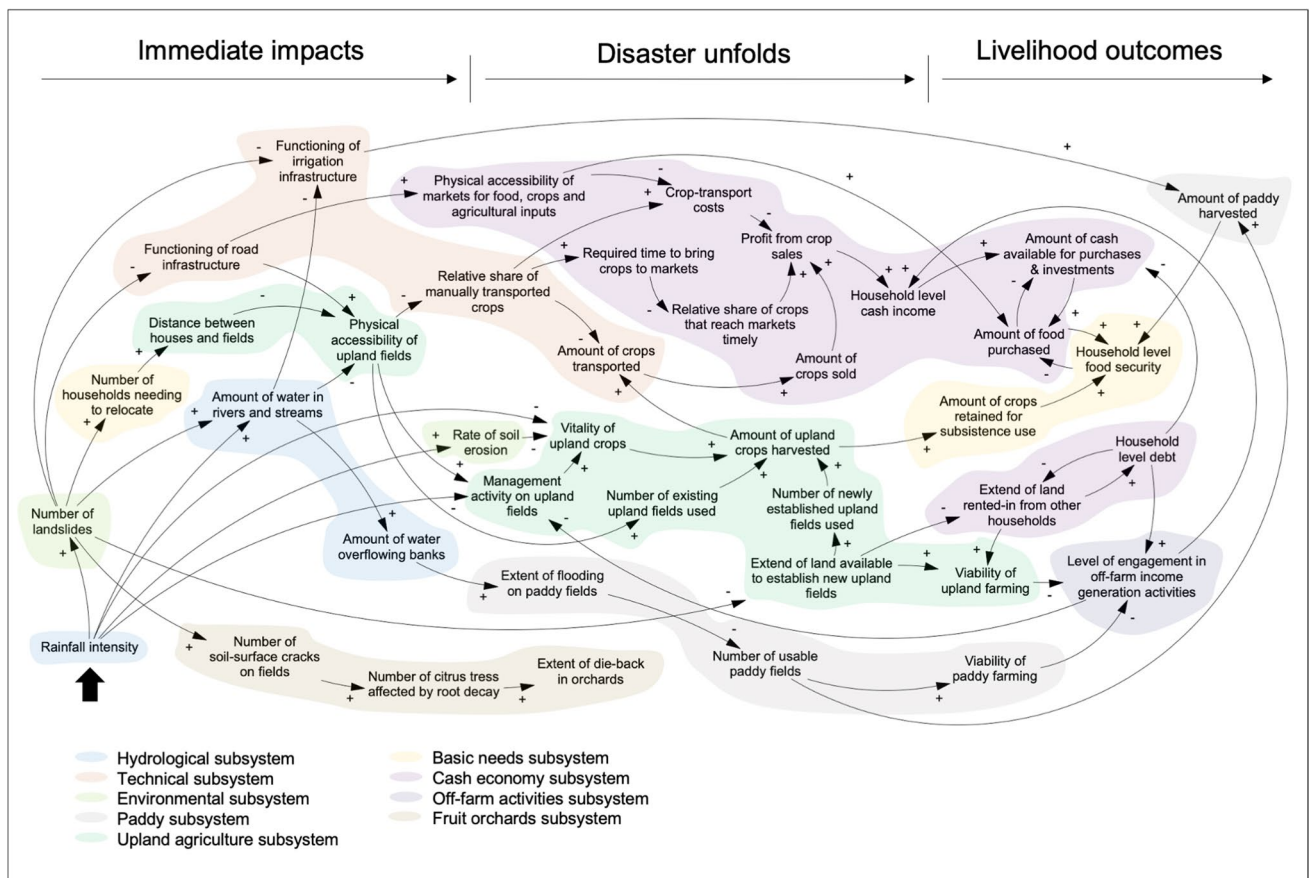 Immediate impacts
Disaster unfolds
Livelihood outcomes
Functioning of
irrigation
infrastructure
Physical accessibility of
markets for food, crops and
agricultural inputs
Crop-transport
costs
Amount of paddy
harvested
Functioning of road
infrastructure
Relative share of
manually transported
crops
Required time to bring
crops to markets
Profit from crop
sales
Relative share of crops
that reach markets
timely
Household level
cash income
Amount of cash
available for purchases
& investments
Distance between
houses and fields
Physical
accessibility of
upland fields
Amount of crops
transported
Amount of
crops sold
Amount of food
purchased
Household level
food security
Number of
households needing
to relocate
Amount of water in
rivers and streams
Rate of soil
erosion
Vitality of
upland crops
Amount of upland
crops harvested
Amount of crops
retained for
subsistence use
Household
level debt
Number of
landslides
Management
activity on upland
fields
Number of existing
upland fields used
Number of newly
established upland
fields used
Extend of land
rented-in from other
households
Amount of water
overflowing banks
Extent of flooding
on paddy fields
Extend of land available
to establish new upland
fields
Viability of
upland farming
Level of engagement in
off-farm income
generation activities
Rainfall intensity
Number of
soil-surface cracks
on fields
Number of citrus tress
affected by root decay
Extent of die-back
in orchards
Number of usable
paddy fields
Viability of
paddy farming
Hydrological subsystem
Technical subsystem
Environmental subsystem
Paddy subsystem
Upland agriculture subsystem
Basic needs subsystem
Cash economy subsystem
Off-farm activities subsystem
Fruit orchards subsystem